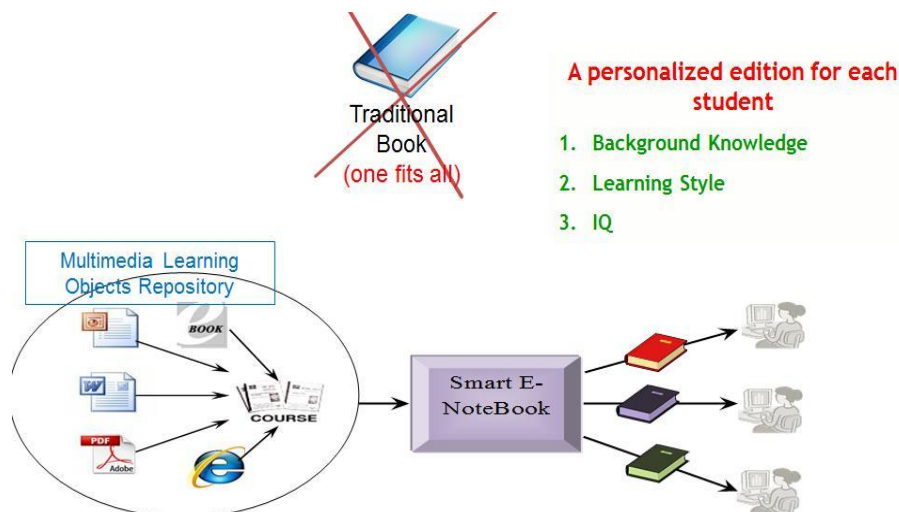 Traditional
Book
(one fits all)
A personalized edition for each
student
1. Background Knowledge
2. Learning Style
3. IQ
Multimedia Learning
Objects Repository
BOOK
W
COURSE
PDF
Adobe
Smart E-
NoteBook